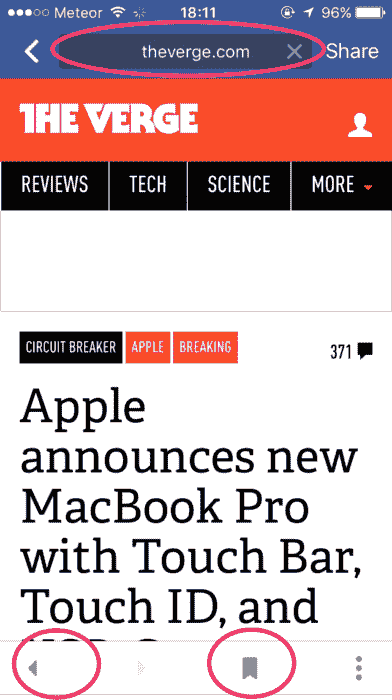 Meteor 18:11 96%
theverge.com Share
THE VERGE
REVIEWS TECH SCIENCE MORE
CIRCUIT BREAKER APPLE BREAKING 371
Apple
announces new
MacBook Pro
with Touch Bar,
Touch ID, and